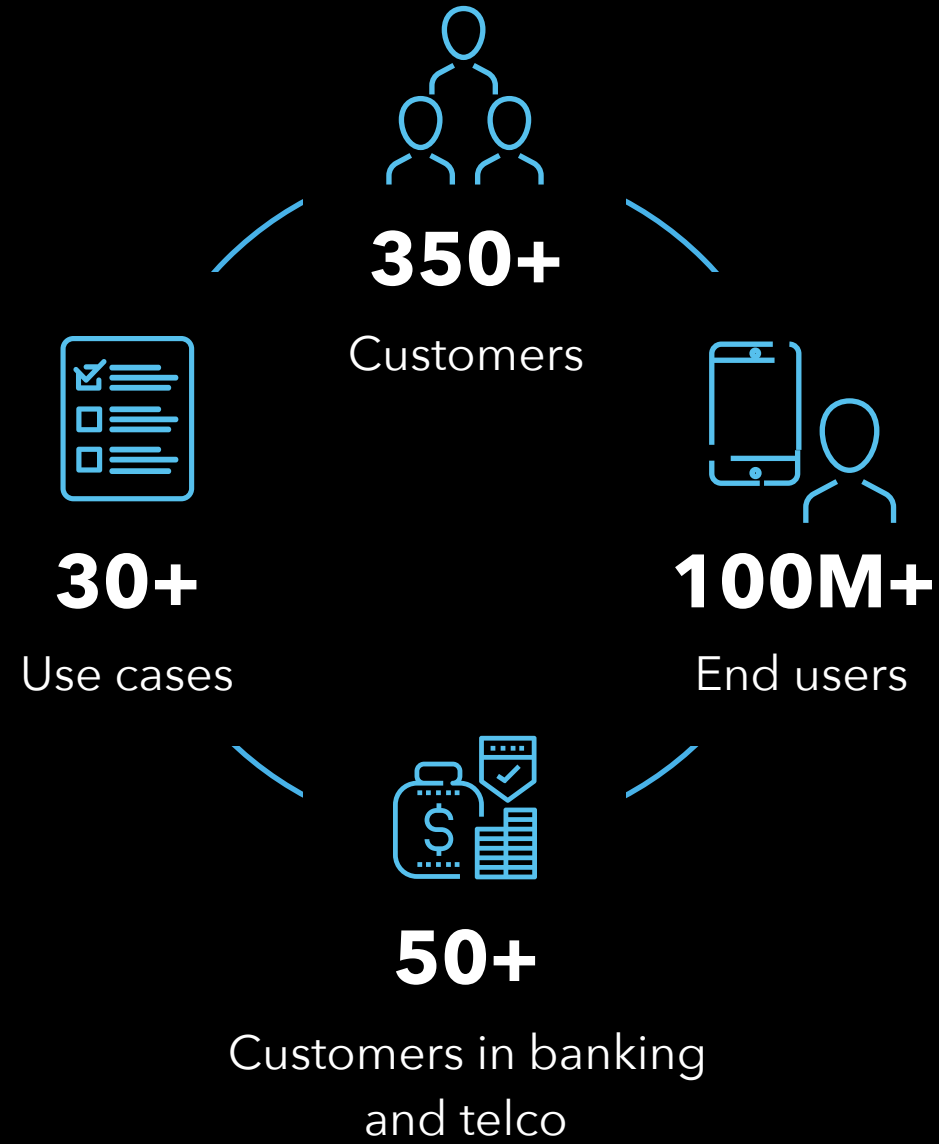 350+
Customers
30+
Use cases
100M+
End users
$
50+
Customers in banking
and telco